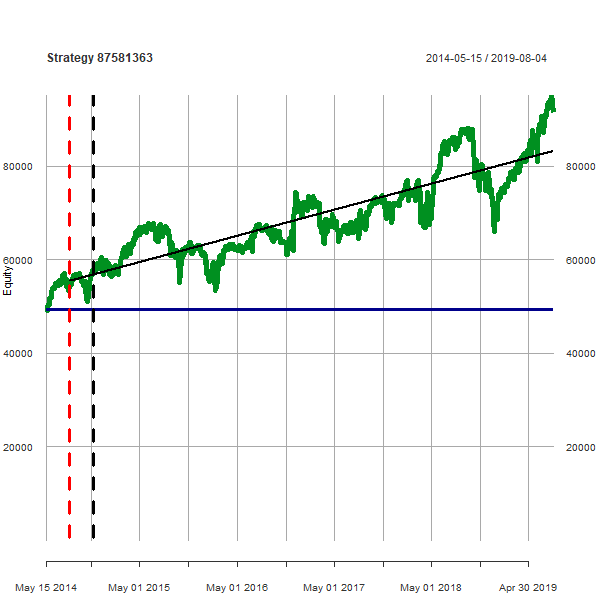 Strategy 87581363
2014-05-15 / 2019-08-04
80000
80000
60000
60000
Equity
40000
40000
20000
20000
May 15 2014
May 01 2015
May 01 2016
May 01 2017
May 01 2018
Apr 30 2019